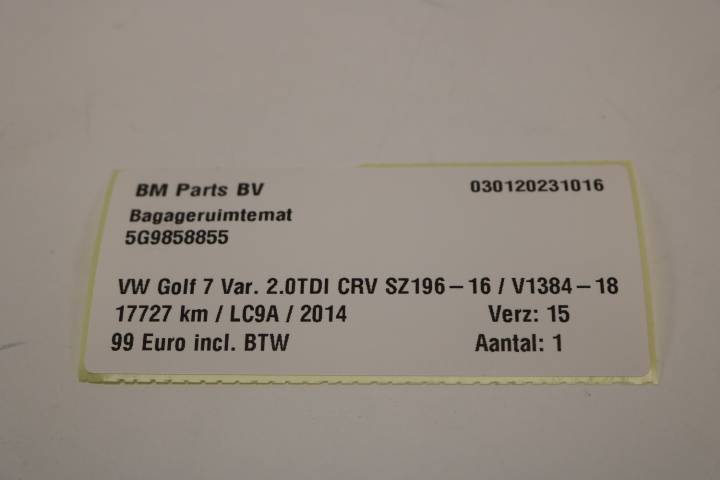 BM Parts BV 030120231016
Bagageruimtemat
5G9858855
VW Golf 7 Var. 2.0TDI CRV SZ196-16 / V1384-18
17727 km / LC9A / 2014 Verz: 15
99 Euro incl. BTW Aantal: 1